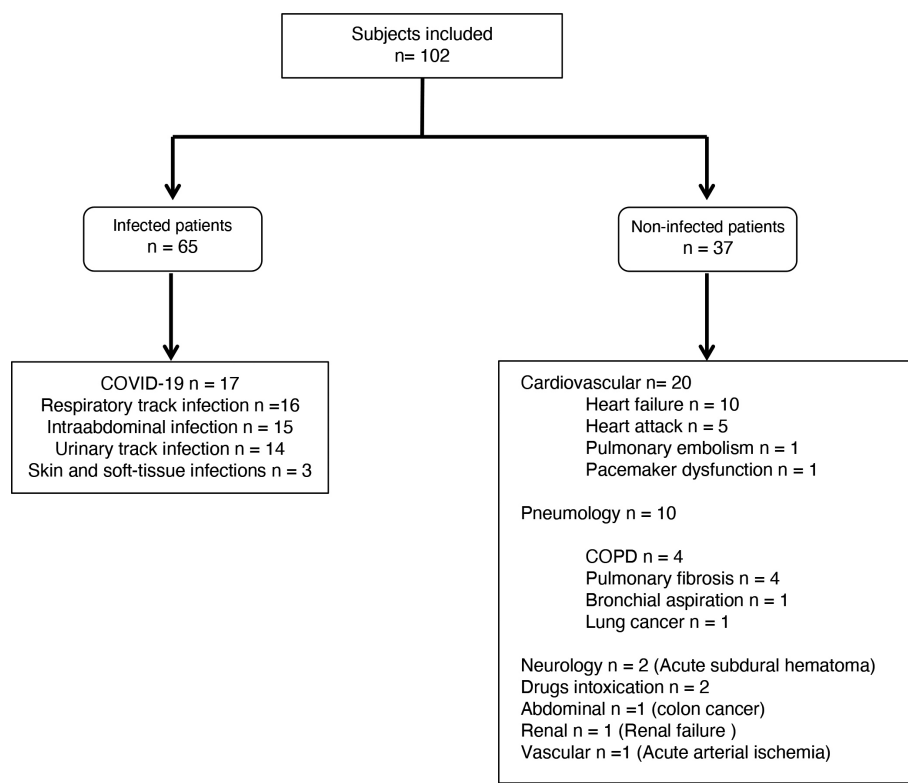 Subjects included
n= 102
Infected patients
n = 65
Non-infected patients
n = 37
COVID-19 n = 17
Respiratory track infection n =16
Intraabdominal infection n = 15
Urinary track infection n = 14
Skin and soft-tissue infections n = 3
Cardiovascular n= 20
Heart failure n = 10
Heart attack n = 5
Pulmonary embolism n = 1
Pacemaker dysfunction n = 1
Pneumology n = 10
COPD n = 4
Pulmonary fibrosis n = 4
Bronchial aspiration n = 1
Lung cancer n = 1
Neurology n = 2 (Acute subdural hematoma)
Drugs intoxication n = 2
Abdominal n =1 (colon cancer)
Renal n = 1 (Renal failure )
Vascular n =1 (Acute arterial ischemia)